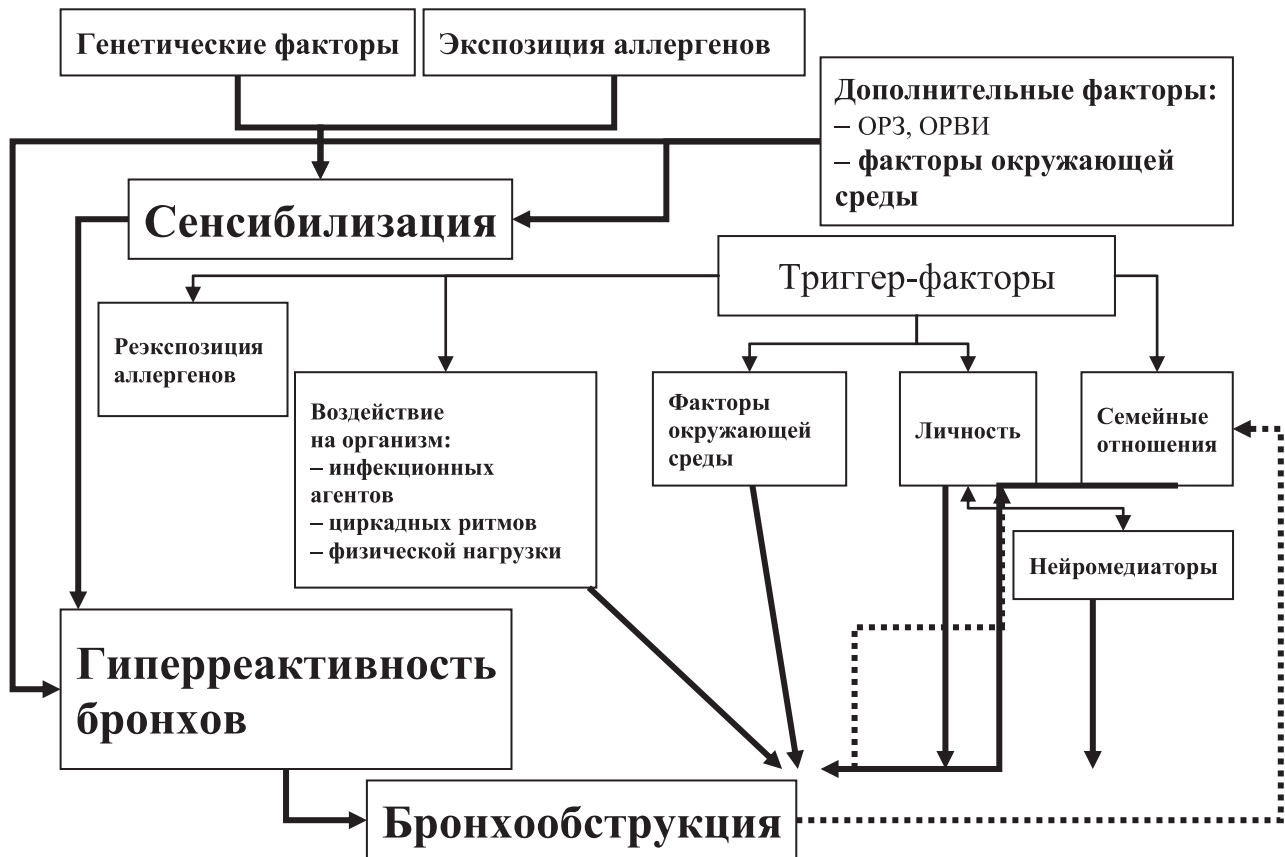 Генетические факторы
Экспозиция аллергенов
Дополнительные факторы:
– ОРЗ, ОРВИ
– факторы окружающей
среды
Сенсибилизация
Триггер-факторы
Реэкспозиция
аллергенов
Воздействие
на организм:
– инфекционных
агентов
– циркадных ритмов
– физической нагрузки
Факторы
окружающей
среды
Личность
Семейные
отношения
Нейромедиаторы
Гиперреактивность
бронхов
Бронхообструкция